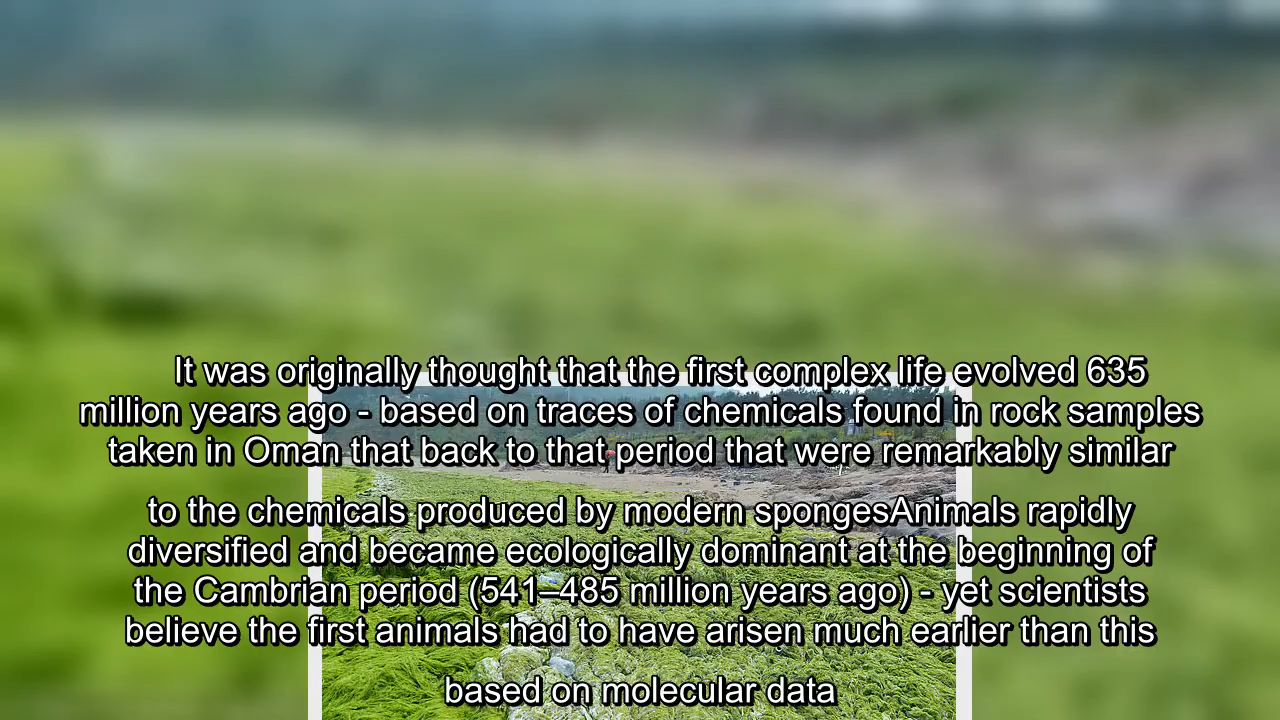 It was originally thought that the first complex life evolved 635
million years ago - based on traces of chemicals found in rock samples
taken in Oman that back to that period that were remarkably similar
to the chemicals produced by modern spongesAnimals rapidly
diversified and became ecologically dominant at the beginning of
the Cambrian period (541–485 million years ago) - yet scientists
believe the first animals had to have arisen much earlier than this
based on molecular data